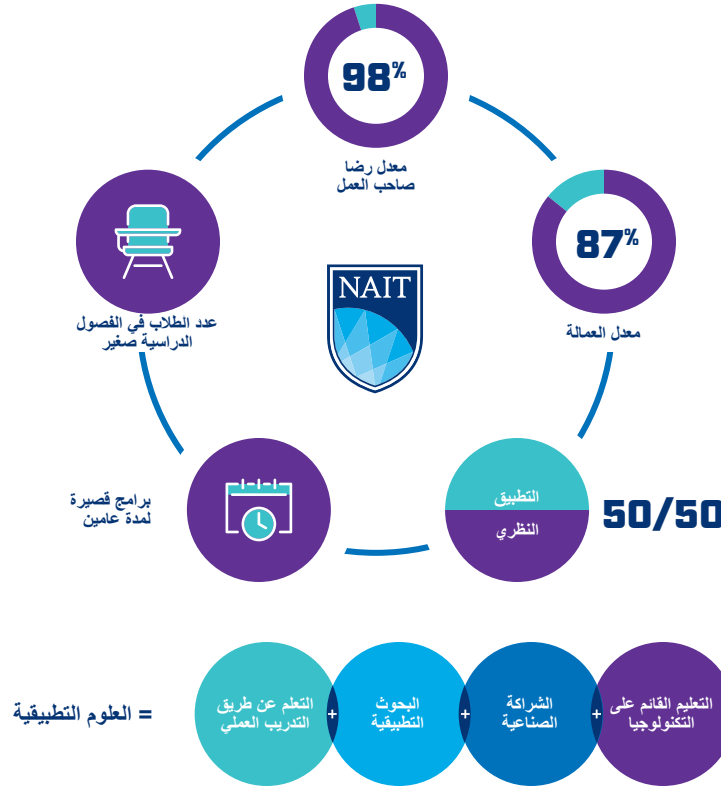 98%
معدل رضا
صاحب العمل
87%
معدل العمالة
عدد الطلاب في الفصول
الدراسية صغير
NAIT
التطبيق
النظري
50/50
برامج قصيرة
لمدة عامين
التعليم القائم على
التكنولوجيا
+
الشراكة
الصناعية
+
البحوث
التطبيقية
+
التعلم عن طريق
التدريب العملي
= العلوم التطبيقية